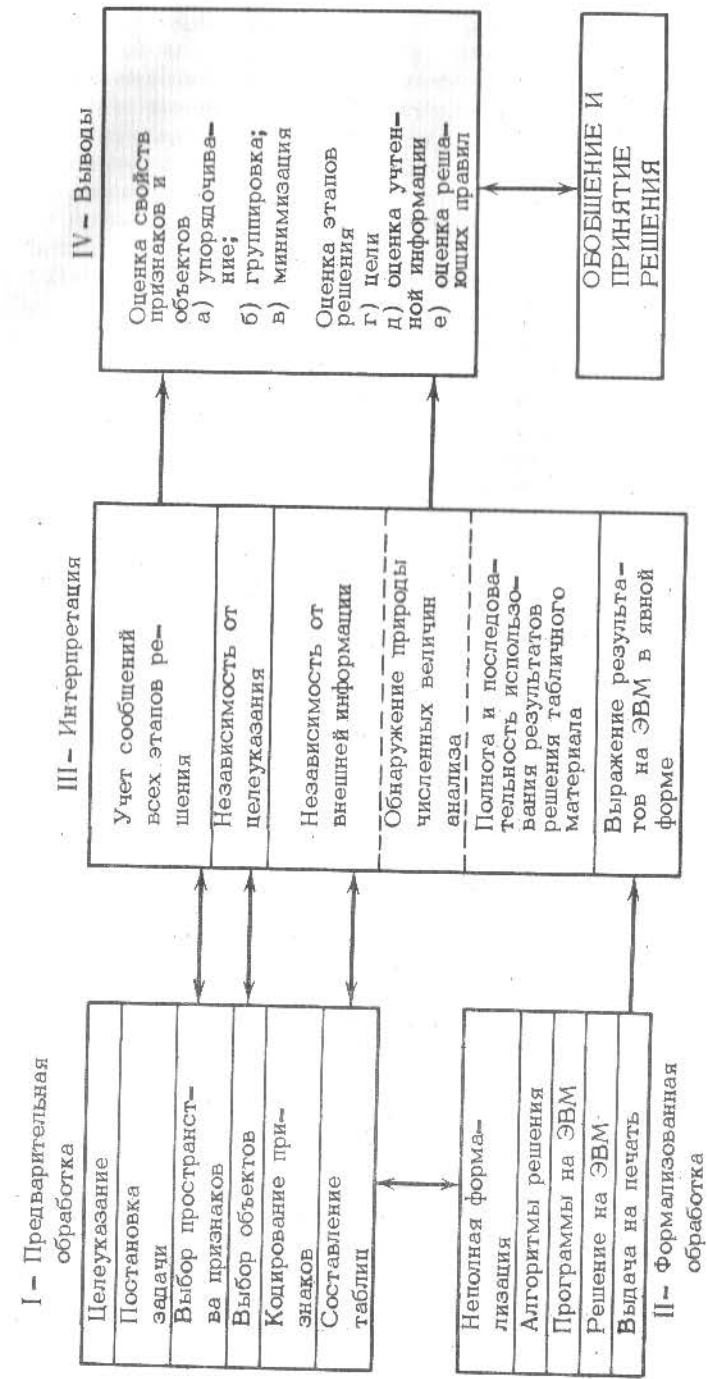 I – Предварительная
обработка
Целеуказание
Постановка
задачи
Выбор пространст–
ва признаков
Выбор объектов
Кодирование при–
знаков
Составление
таблиц
Неполная форма–
лизация
Алгоритмы решения
Программы на ЭВМ
Решение на ЭВМ
Выдача на печать
II – Формализованная
обработка
III – Интерпретация
Учет сообщений
всех этапов ре–
шения
Независимость от
целеуказания
Независимость от
внешней информации
Обнаружение природы
численных величин
анализа
Полнота и последова–
тельность использо–
вания результатов
решения табличного
материала
Выражение результа–
тов на ЭВМ в явной
форме
IV – Выводы
Оценка свойств
признаков и
объектов
а) упорядочива–
ние;
б) группировка;
в) минимизация
Оценка этапов
решения
г) цели
д) оценка учтен–
ной информации
е) оценка реша–
ющих правил
ОБОБЩЕНИЕ И
ПРИНЯТИЕ
РЕШЕНИЯ